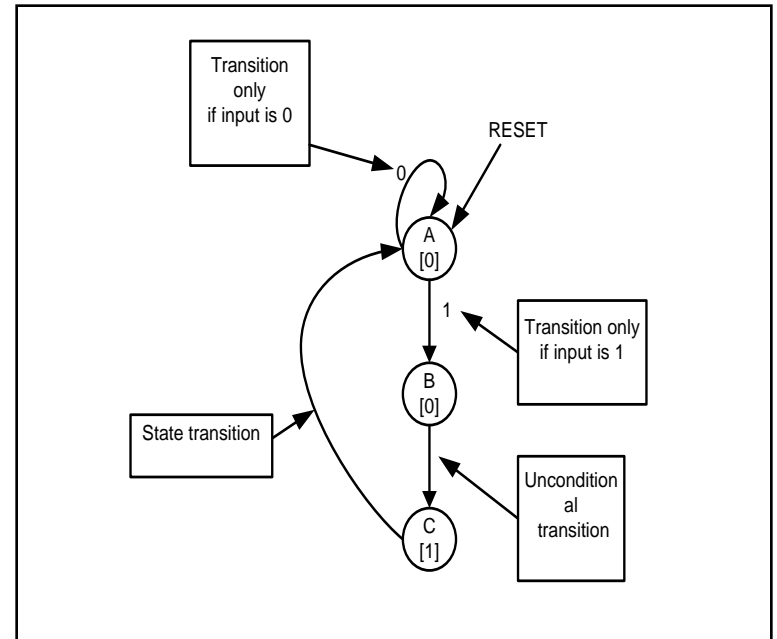 Transition
only
if input is 0
RESET
0
A
[0]
1
Transition only
if input is 1
B
[0]
State transition
Uncondition
al
transition
C
[1]